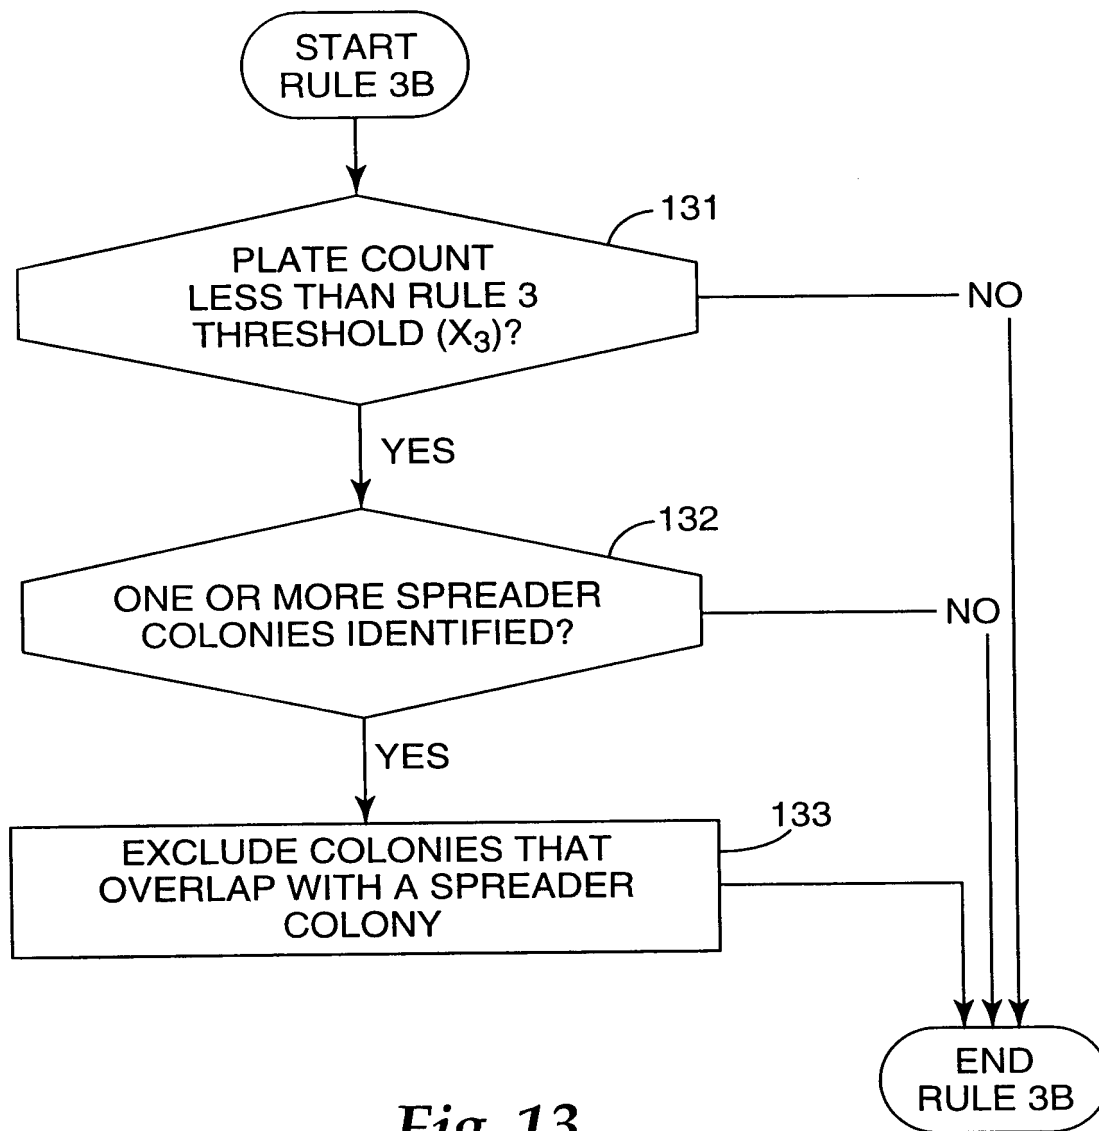 START
RULE 3B
131
PLATE COUNT
LESS THAN RULE 3
THRESHOLD (X3)?
NO
YES
132
ONE OR MORE SPREADER
COLONIES IDENTIFIED?
NO
YES
133
EXCLUDE COLONIES THAT
OVERLAP WITH A SPREADER
COLONY
END
RULE 3B
Fig. 13